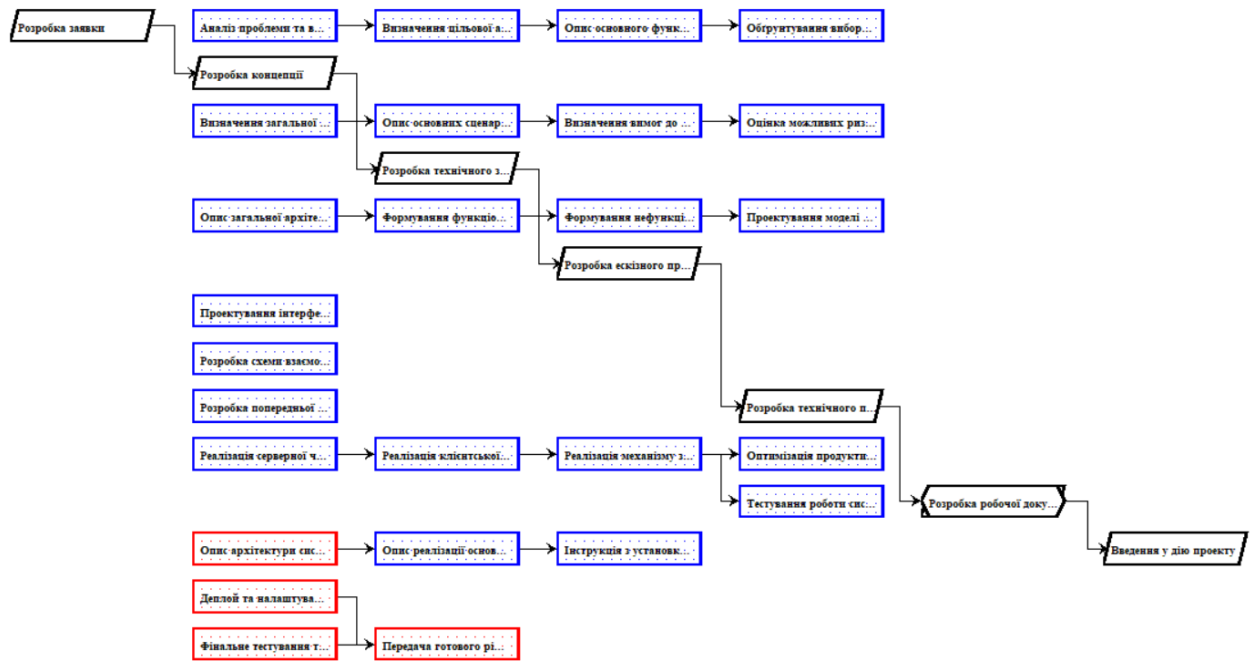 Розробка заявки
Аналіз проблеми та в...
Визначення цільової а...
Опис основного функ...
Обґрунтування вибор...
Розробка концепції
Визначення загальної ...
Опис основних сценар...
Визначення вимог до ...
Оцінка можливих риз...
Розробка технічного з...
Опис загальної архіте...
Формування функціо...
Формування нефункці...
Проектування моделі ...
Розробка ескізного пр...
Проектування інтерфе...
Розробка схеми взаємо...
Розробка попередньої ...
Розробка технічного п...
Реалізація серверної ч...
Реалізація клієнтської...
Реалізація механізму з...
Оптимізація продукти...
Тестування роботи сис...
Розробка робочої доку...
Опис архітектури сис...
Опис реалізації основ...
Інструкція з установк...
Введення у дію проекту
Деплой та налаштува...
Фінальне тестування т...
Передача готового рі...